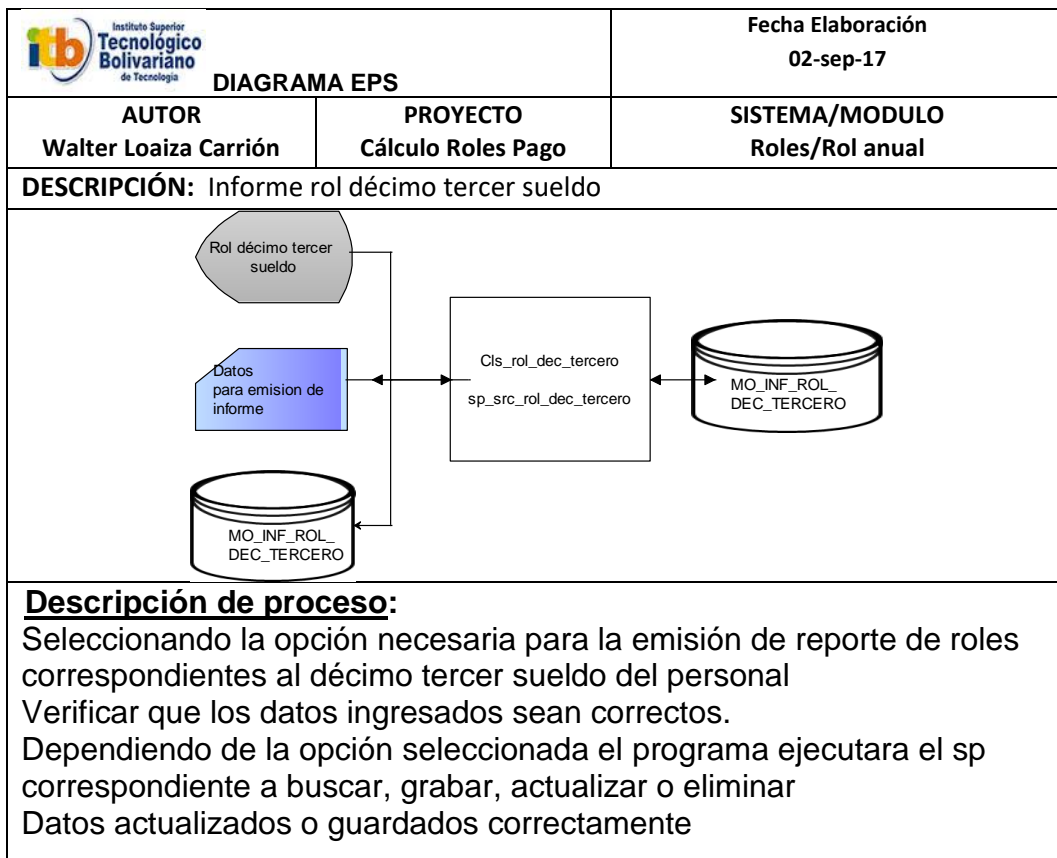 itb
Instituto Superior
Tecnológico
Bolivariano
de Tecnología
DIAGRAMA EPS
Fecha Elaboración
02-sep-17
AUTOR
Walter Loaiza Carrión
PROYECTO
Cálculo Roles Pago
SISTEMA/MODULO
Roles/Rol anual
DESCRIPCIÓN: Informe rol décimo tercer sueldo
Rol décimo tercer
sueldo
Datos
para emision de
informe
Cls_rol_dec_tercero
sp_src_rol_dec_tercero
MO_INF_ROL_
DEC_TERCERO
MO_INF_ROL_
DEC_TERCERO
Descripción de proceso:
Seleccionando la opción necesaria para la emisión de reporte de roles
correspondientes al décimo tercer sueldo del personal
Verificar que los datos ingresados sean correctos.
Dependiendo de la opción seleccionada el programa ejecutara el sp
correspondiente a buscar, grabar, actualizar o eliminar
Datos actualizados o guardados correctamente